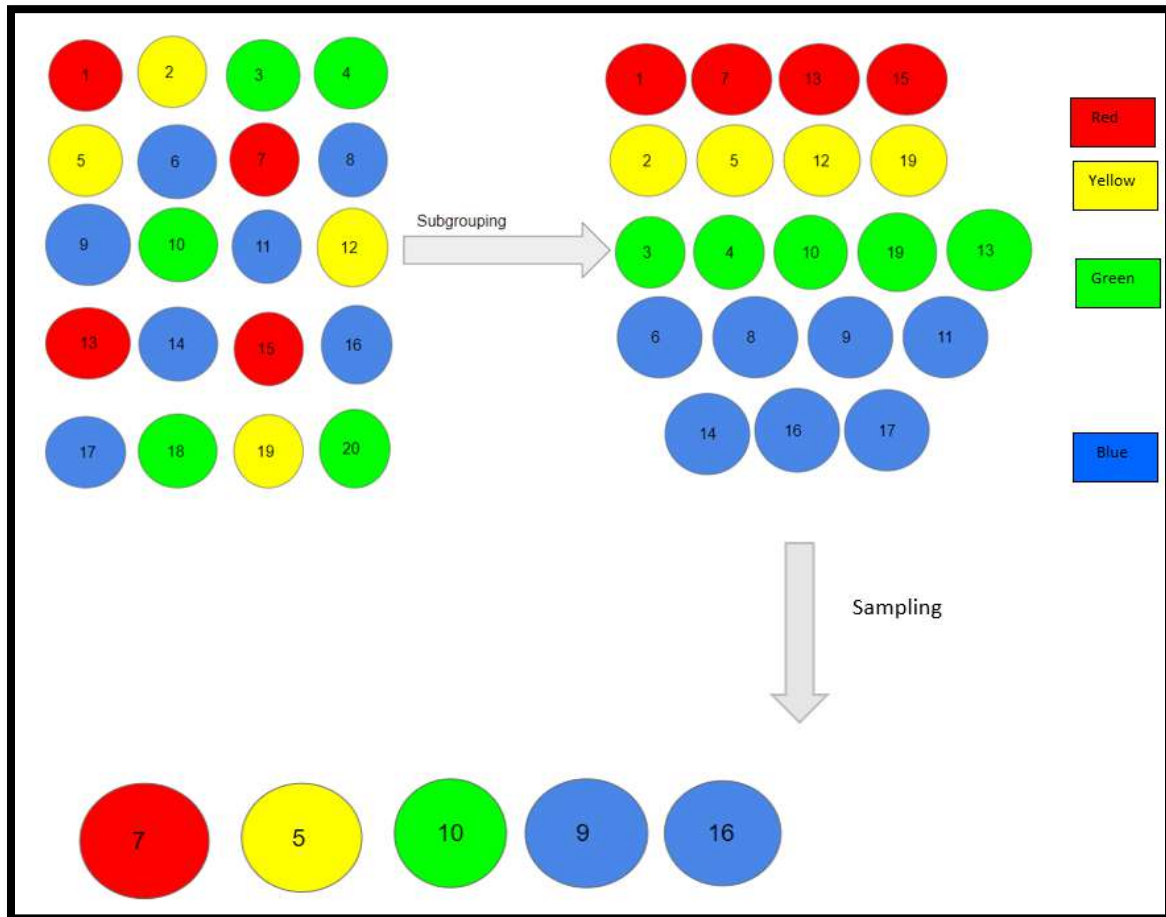 1 2 3 4
5 6 7 8
9 10 11 12
13 14 15 16
17 18 19 20
Subgrouping
1 7 13 15
2 5 12 19
3 4 10 19 13
6 8 9 11
14 16 17
Red
Yellow
Green
Blue
Sampling
7 5 10 9 16